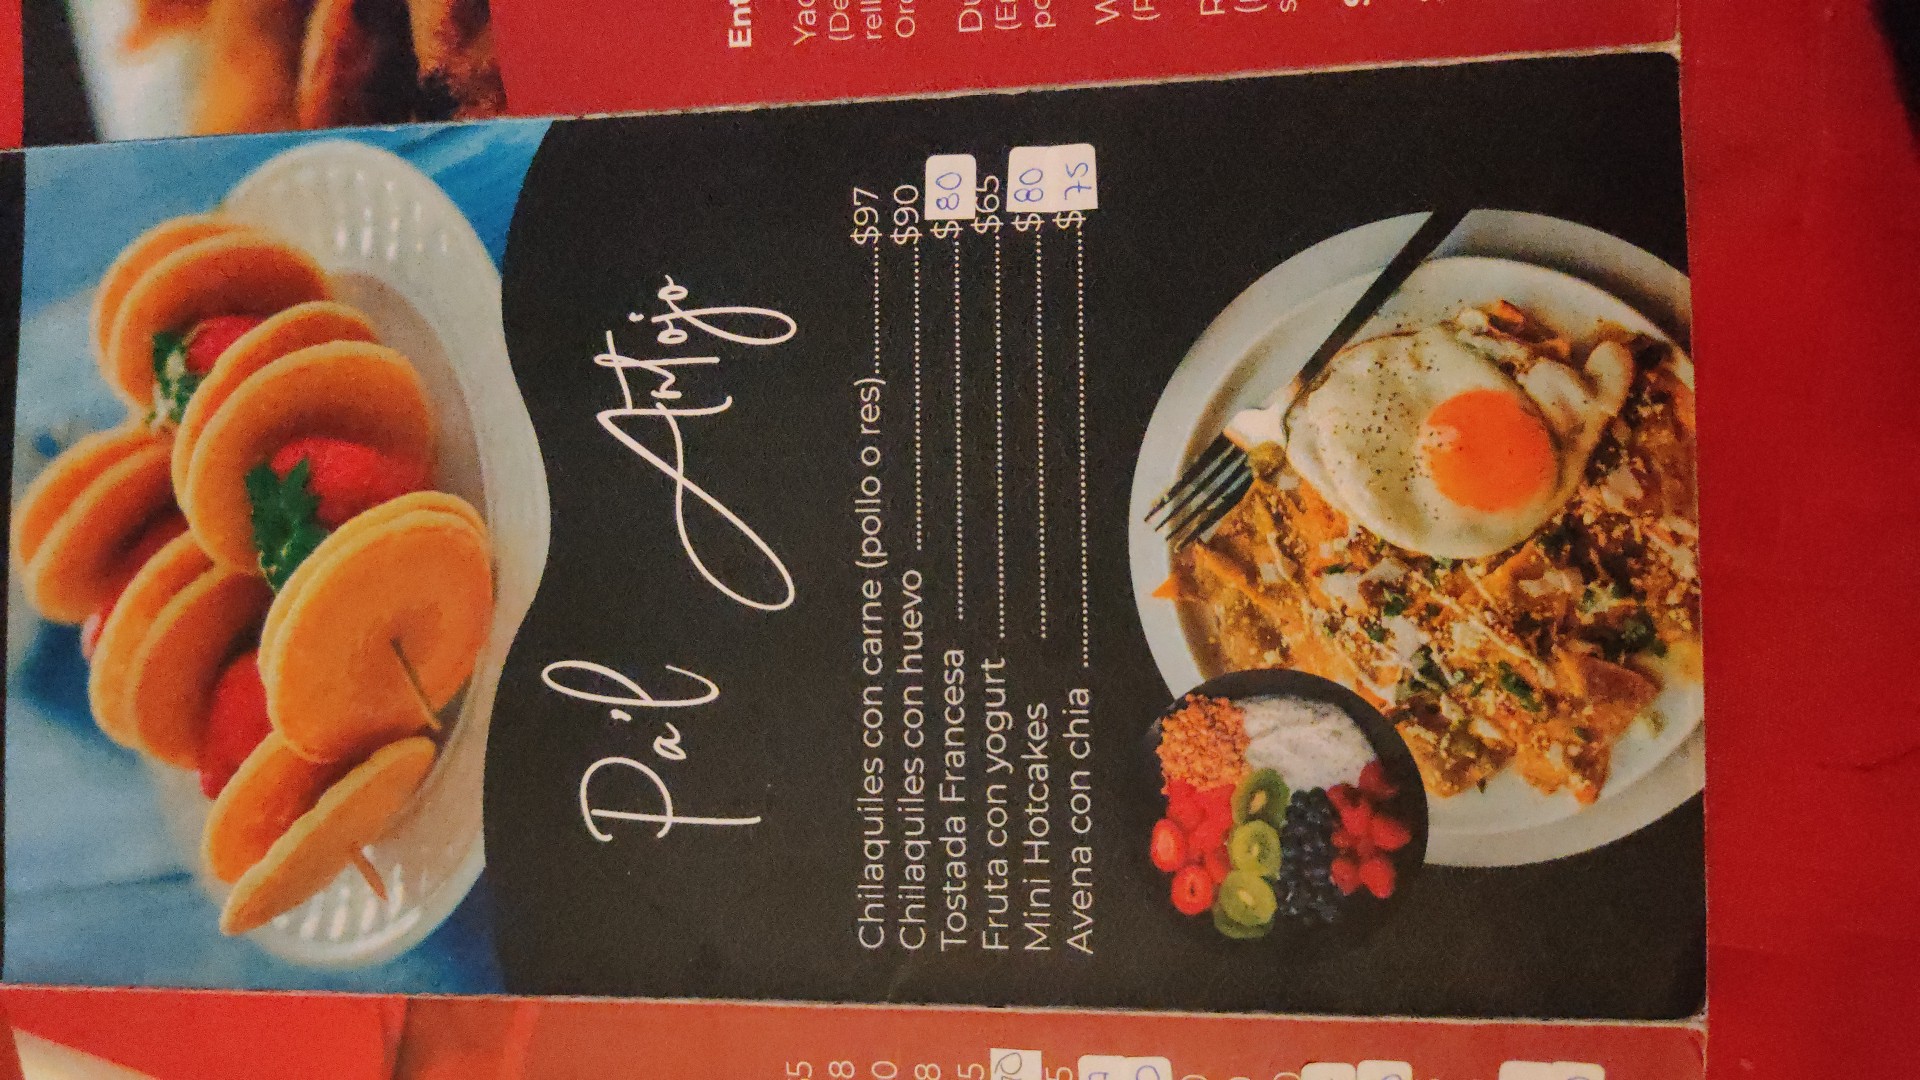 Pa'l Antojo
Chilaquiles con carne (pollo o res)..............$97
Chilaquiles con huevo ....................................$90
Tostada Francesa .............................................$ 80
Fruta con yogurt ..............................................$65
Mini Hotcakes ..................................................$ 80
Avena con chia .................................................$ 75